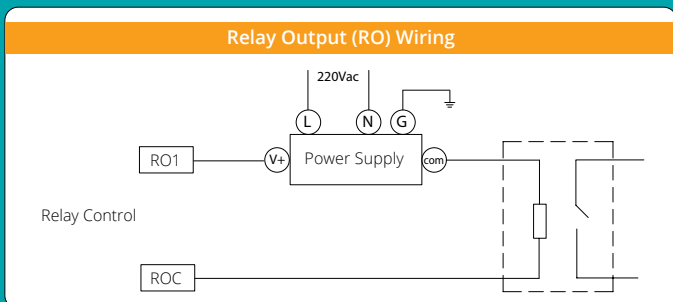 Relay Output (RO) Wiring
220Vac
L
N
G
RO1
V+
Power Supply
com
Relay Control
ROC